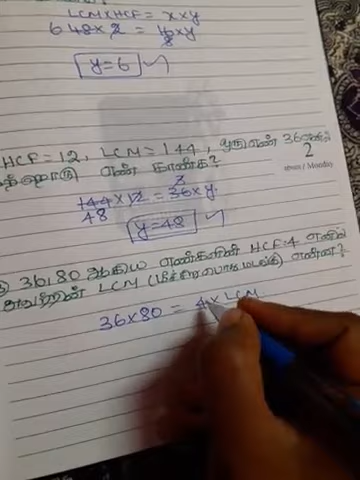 LCM × HCF = x × y
648 × 2 = 48 × y
8
y = 6
HCF = 12, LCM = 144, ஒரு எண் 36 எனில்
எண் காண்க?
2
/ Monday
3
144 × 12 = 36 × y
48
y = 48
36, 80 ஆகிய எண்களின் HCF 4 எனில்
அவற்றின் LCM (மீச்சிறு பொது மடங்கு) என்ன?
36 × 80 = 4 × LCM